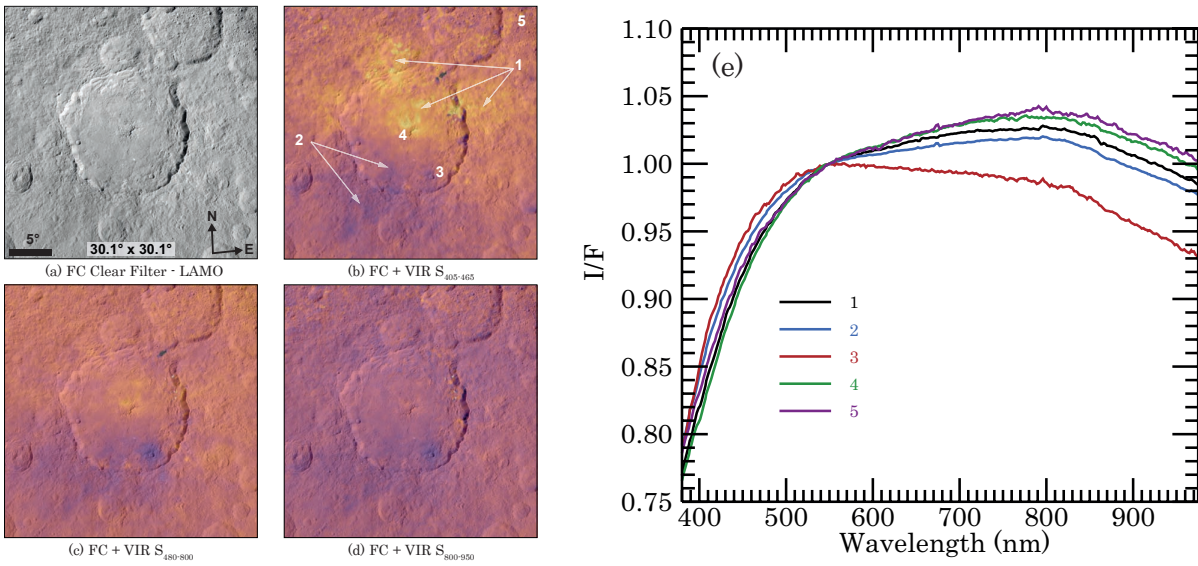 5°
30.1° x 30.1°
N
E
(a) FC Clear Filter - LAMO
5
1
4
2
3
(b) FC + VIR S405-465
(c) FC + VIR S480-800
(d) FC + VIR S800-950
(e)
1.10
1.05
1.00
0.95
0.90
0.85
0.80
0.75
I/F
1
2
3
4
5
400 500 600 700 800 900
Wavelength (nm)